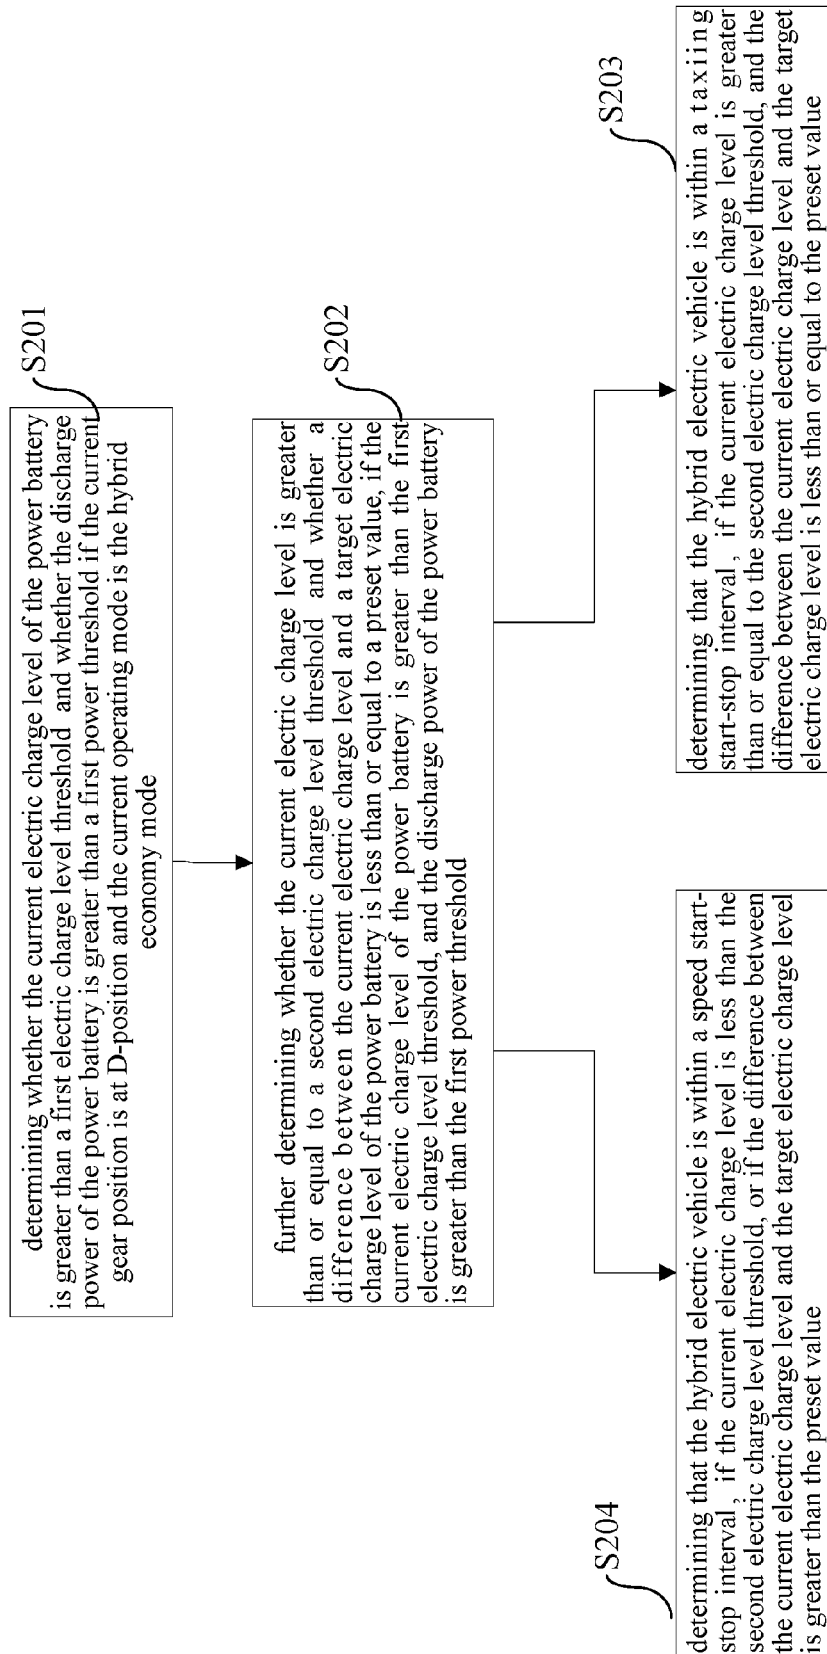 S201
determining whether the current electric charge level of the power battery
is greater than a first electric charge level threshold and whether the discharge
power of the power battery is greater than a first power threshold if the current
gear position is at D-position and the current operating mode is the hybrid
economy mode
S202
further determining whether the current electric charge level is greater
than or equal to a second electric charge level threshold and whether a
difference between the current electric charge level and a target electric
charge level of the power battery is less than or equal to a preset value, if the
current electric charge level of the power battery is greater than the first
electric charge level threshold, and the discharge power of the power battery
is greater than the first power threshold
S204
determining that the hybrid electric vehicle is within a speed start-
stop interval, if the current electric charge level is less than the
second electric charge level threshold, or if the difference between
the current electric charge level and the target electric charge level
is greater than the preset value
S203
determining that the hybrid electric vehicle is within a taxiing
start-stop interval, if the current electric charge level is greater
than or equal to the second electric charge level threshold, and the
difference between the current electric charge level and the target
electric charge level is less than or equal to the preset value